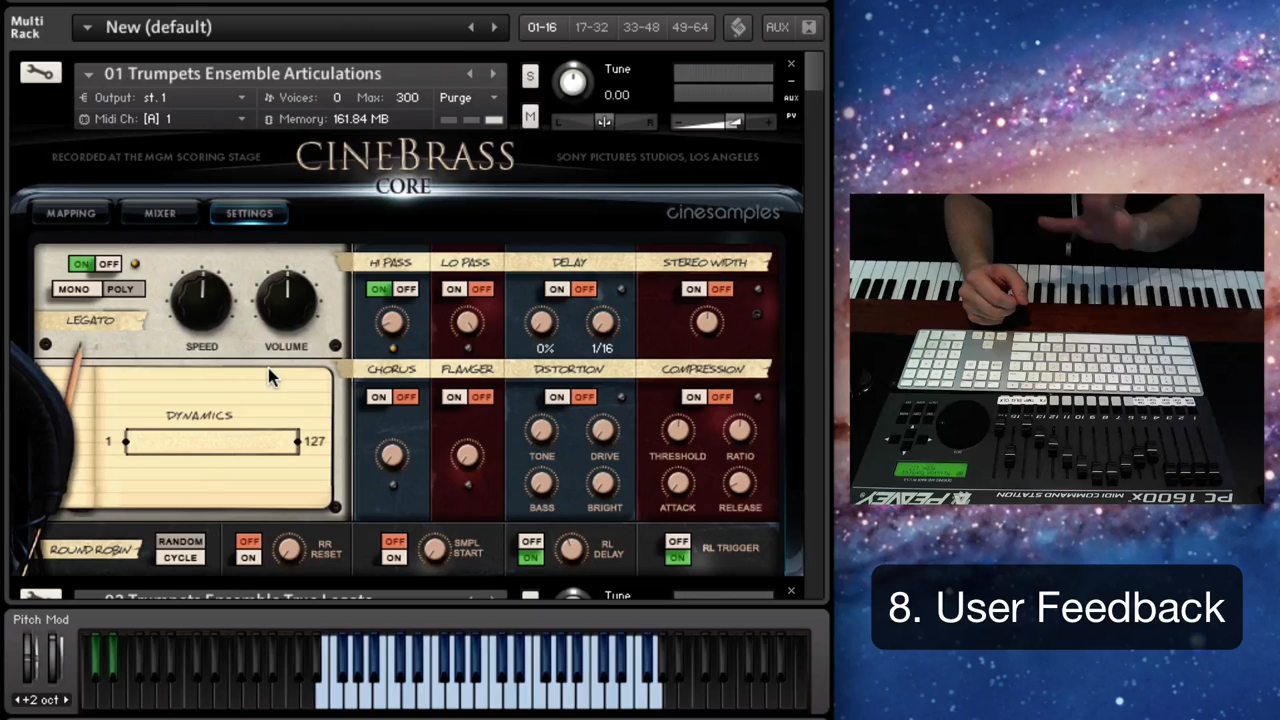 Multi
Rack
New (default)
01-16 17-32 33-48 49-64 AUX
01 Trumpets Ensemble Articulations
Output: st. 1 Voices: 0 Max: 300 Purge
Midi Ch: [A] 1 Memory: 161.84 MB
S
M
Tune
0.00
L R
AUX
PV
RECORDED AT THE MGM SCORING STAGE
CINEBRASS
CORE
SONY PICTURES STUDIOS, LOS ANGELES
MAPPING MIXER SETTINGS
cinesamples
ON OFF
MONO POLY
LEGATO
SPEED VOLUME
HI PASS LO PASS DELAY STEREO WIDTH
ON OFF ON OFF ON OFF ON OFF
0% 1/16
CHORUS FLANGER DISTORTION COMPRESSION
ON OFF ON OFF ON OFF ON OFF
TONE DRIVE THRESHOLD RATIO
BASS BRIGHT ATTACK RELEASE
DYNAMICS
1 127
ROUND ROBIN
RANDOM
CYCLE
OFF
ON
RR
RESET
OFF
ON
SMPL
START
OFF
ON
RL
DELAY
OFF
ON
RL TRIGGER
Tune
Pitch Mod
+2 oct
PC 1600x MIDI COMMAND STATION PEAVEY
8. User Feedback